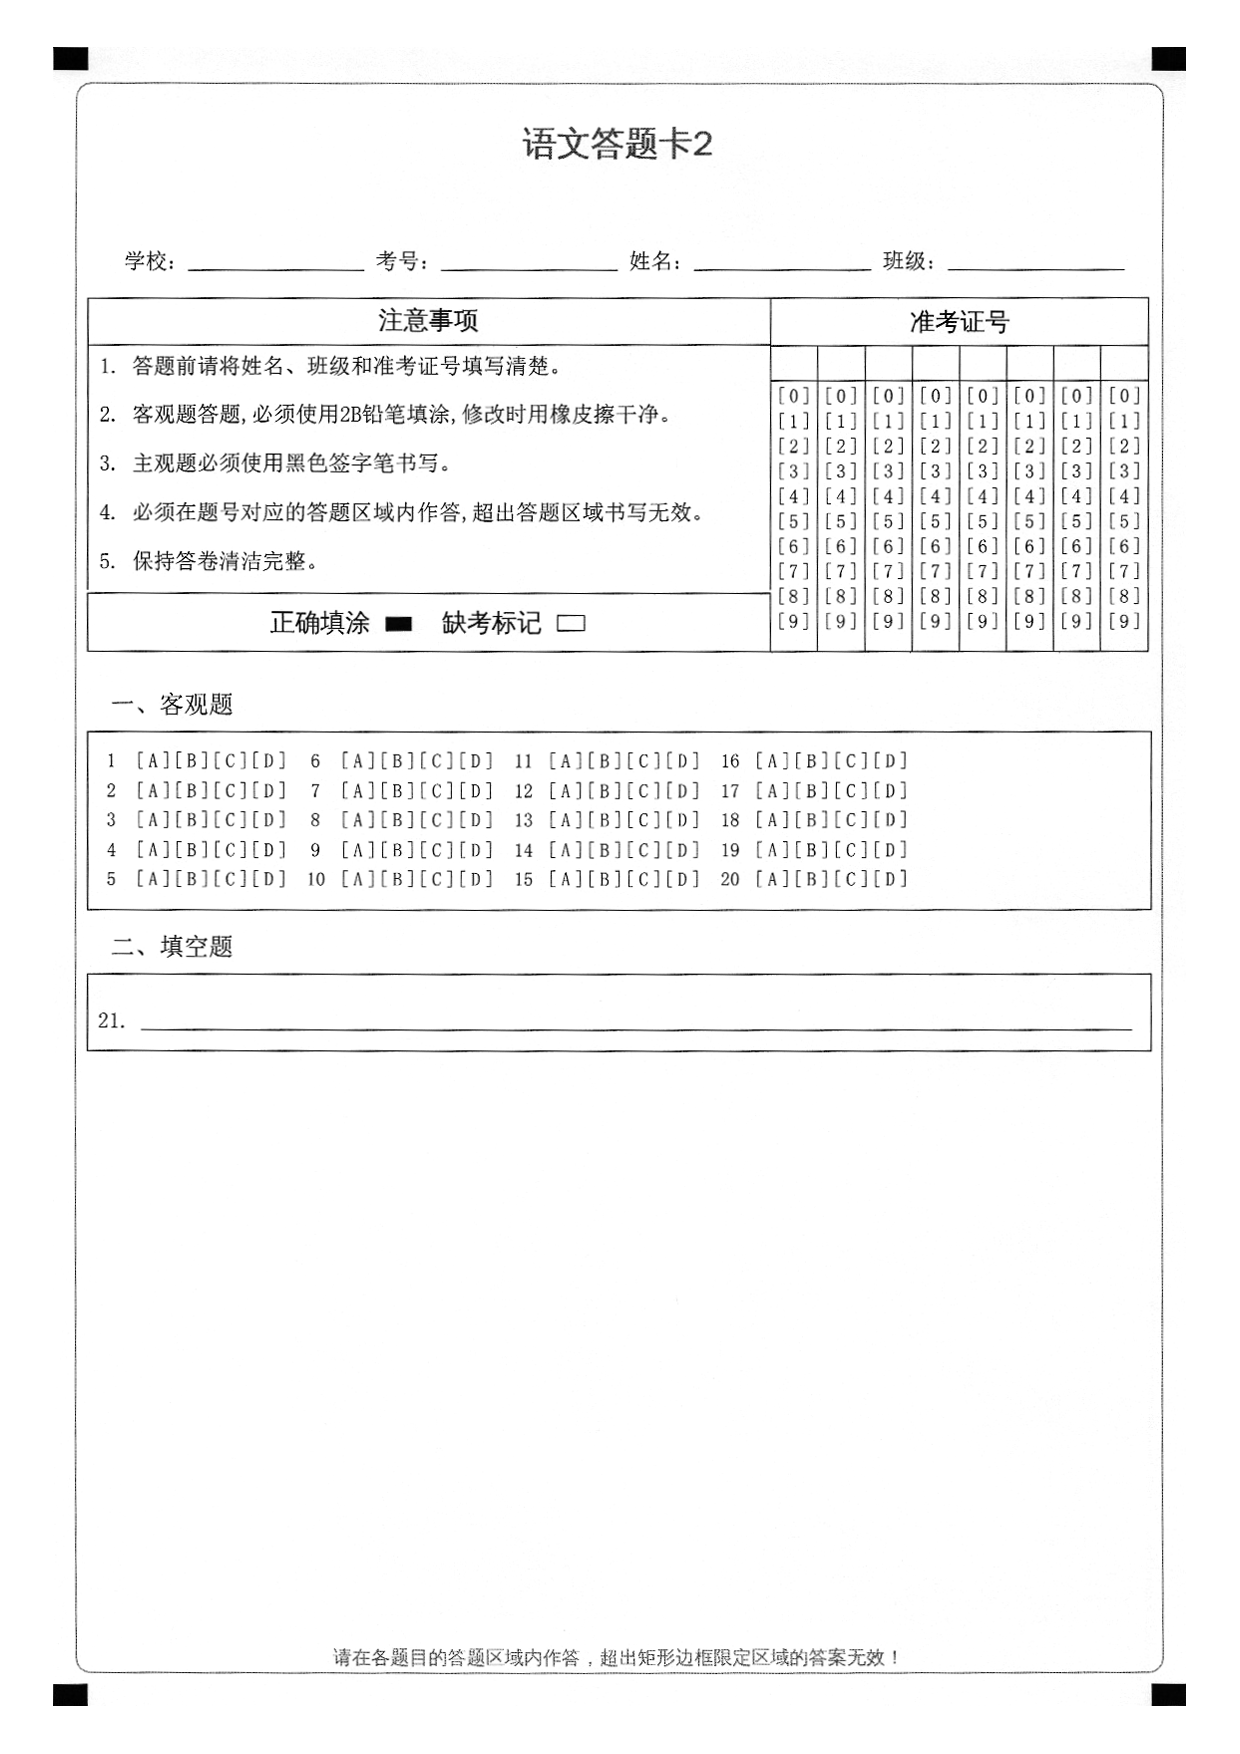 语文答题卡2
学校: 考号: 姓名: 班级:
注意事项
1. 答题前请将姓名、班级和准考证号填写清楚。
2. 客观题答题,必须使用2B铅笔填涂,修改时用橡皮擦干净。
3. 主观题必须使用黑色签字笔书写。
4. 必须在题号对应的答题区域内作答,超出答题区域书写无效。
5. 保持答卷清洁完整。
正确填涂 缺考标记
准考证号
[0] [0] [0] [0] [0] [0] [0] [0]
[1] [1] [1] [1] [1] [1] [1] [1]
[2] [2] [2] [2] [2] [2] [2] [2]
[3] [3] [3] [3] [3] [3] [3] [3]
[4] [4] [4] [4] [4] [4] [4] [4]
[5] [5] [5] [5] [5] [5] [5] [5]
[6] [6] [6] [6] [6] [6] [6] [6]
[7] [7] [7] [7] [7] [7] [7] [7]
[8] [8] [8] [8] [8] [8] [8] [8]
[9] [9] [9] [9] [9] [9] [9] [9]
一、客观题
1 [A][B][C][D] 6 [A][B][C][D] 11 [A][B][C][D] 16 [A][B][C][D]
2 [A][B][C][D] 7 [A][B][C][D] 12 [A][B][C][D] 17 [A][B][C][D]
3 [A][B][C][D] 8 [A][B][C][D] 13 [A][B][C][D] 18 [A][B][C][D]
4 [A][B][C][D] 9 [A][B][C][D] 14 [A][B][C][D] 19 [A][B][C][D]
5 [A][B][C][D] 10 [A][B][C][D] 15 [A][B][C][D] 20 [A][B][C][D]
二、填空题
21.
请在各题目的答题区域内作答，超出矩形边框限定区域的答案无效！